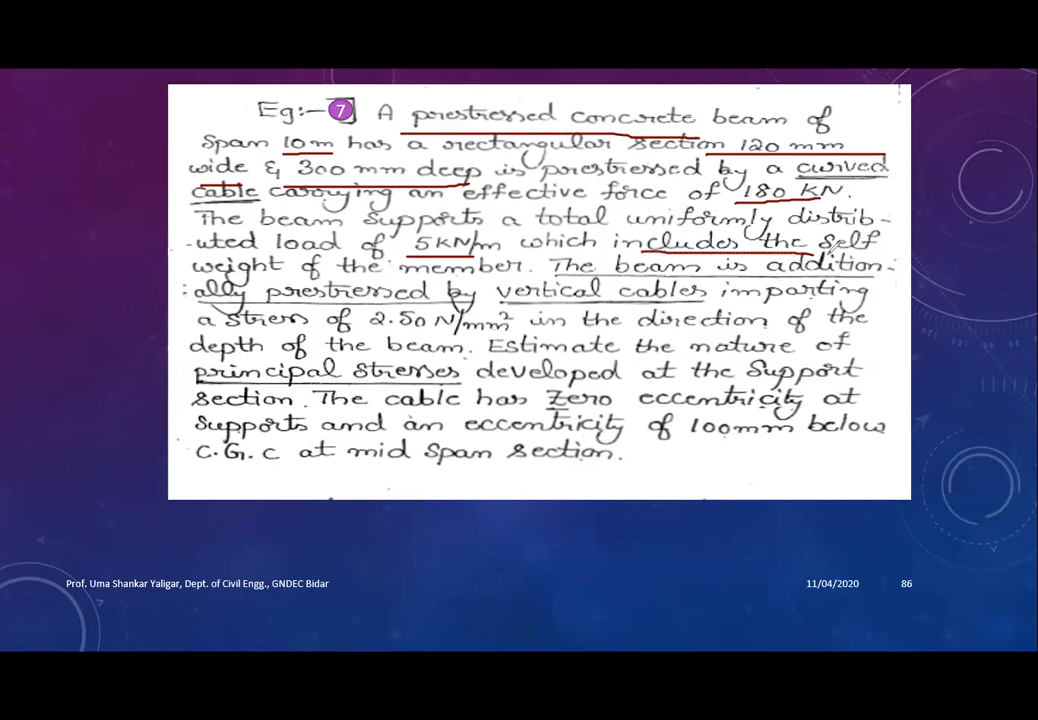 Eg:- 7] A prestressed concrete beam of
Span 10m has a rectangular section 120 mm
wide & 300 mm deep is prestressed by a curved
cable carrying an effective force of 180 KN.
The beam supports a total uniformly distrib-
-uted load of 5KN/m which includes the self
weight of the member. The beam is addition-
:ally prestressed by vertical cables imparting
a stress of 2.50 N/mm² in the direction of the
depth of the beam. Estimate the nature of
principal stresses developed at the support
section. The cable has Zero eccentricity at
supports and an eccentricity of 100mm below
C.G.C at mid span section.
Prof. Uma Shankar Yaligar, Dept. of Civil Engg., GNDEC Bidar 11/04/2020 86